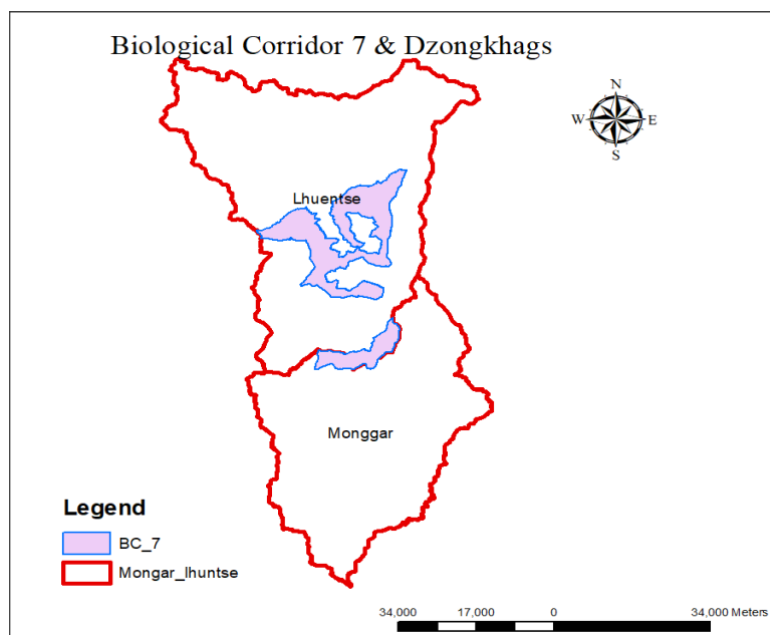 Biological Corridor 7 & Dzongkhags
N
W E
S
Lhuentse
Monggar
Legend
BC_7
Mongar_lhuntse
34,000 17,000 0 34,000 Meters